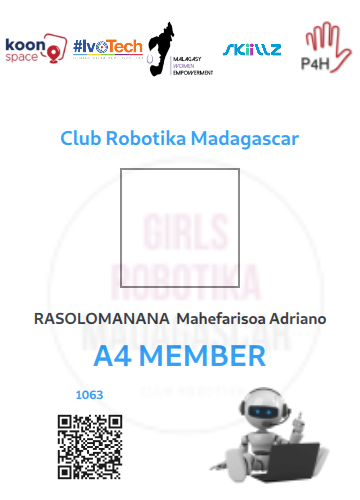 koon
space
#IvoTech
MALAGASY
WOMEN
EMPOWERMENT
SKillZ
P4H
Club Robotika Madagascar
GIRLS
ROBOTIKA
MADAGASCAR
RASOLOMANANA Mahefarisoa Adriano
A4 MEMBER
1063